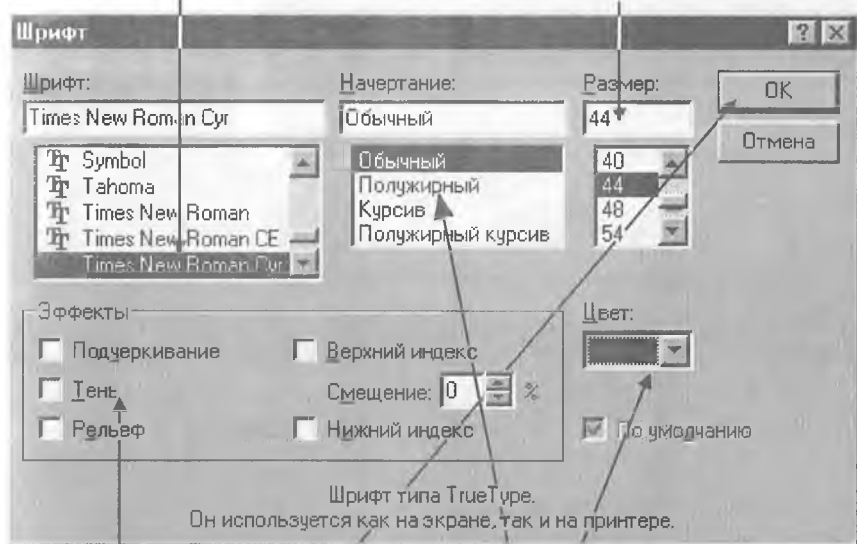 Шрифт
Шрифт:
Начертание:
Размер:
OK
Times New Roman Cyr
Обычный
44
Отмена
Symbol
Обычный
40
Tahoma
Полужирный
44
Times New Roman
Курсив
48
Times New Roman CE
Полужирный курсив
54
Times New Roman Cyr
Эффекты
Цвет:
Подчеркивание
Верхний индекс
Тень
Смещение: 0 %
Рельеф
Нижний индекс
По умолчанию
Шрифт типа TrueType.
Он используется как на экране, так и на принтере.